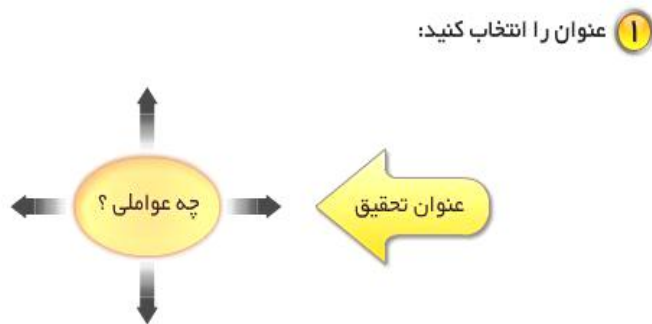 ۱ عنوان را انتخاب کنید:
عنوان تحقیق
چه عواملی ؟